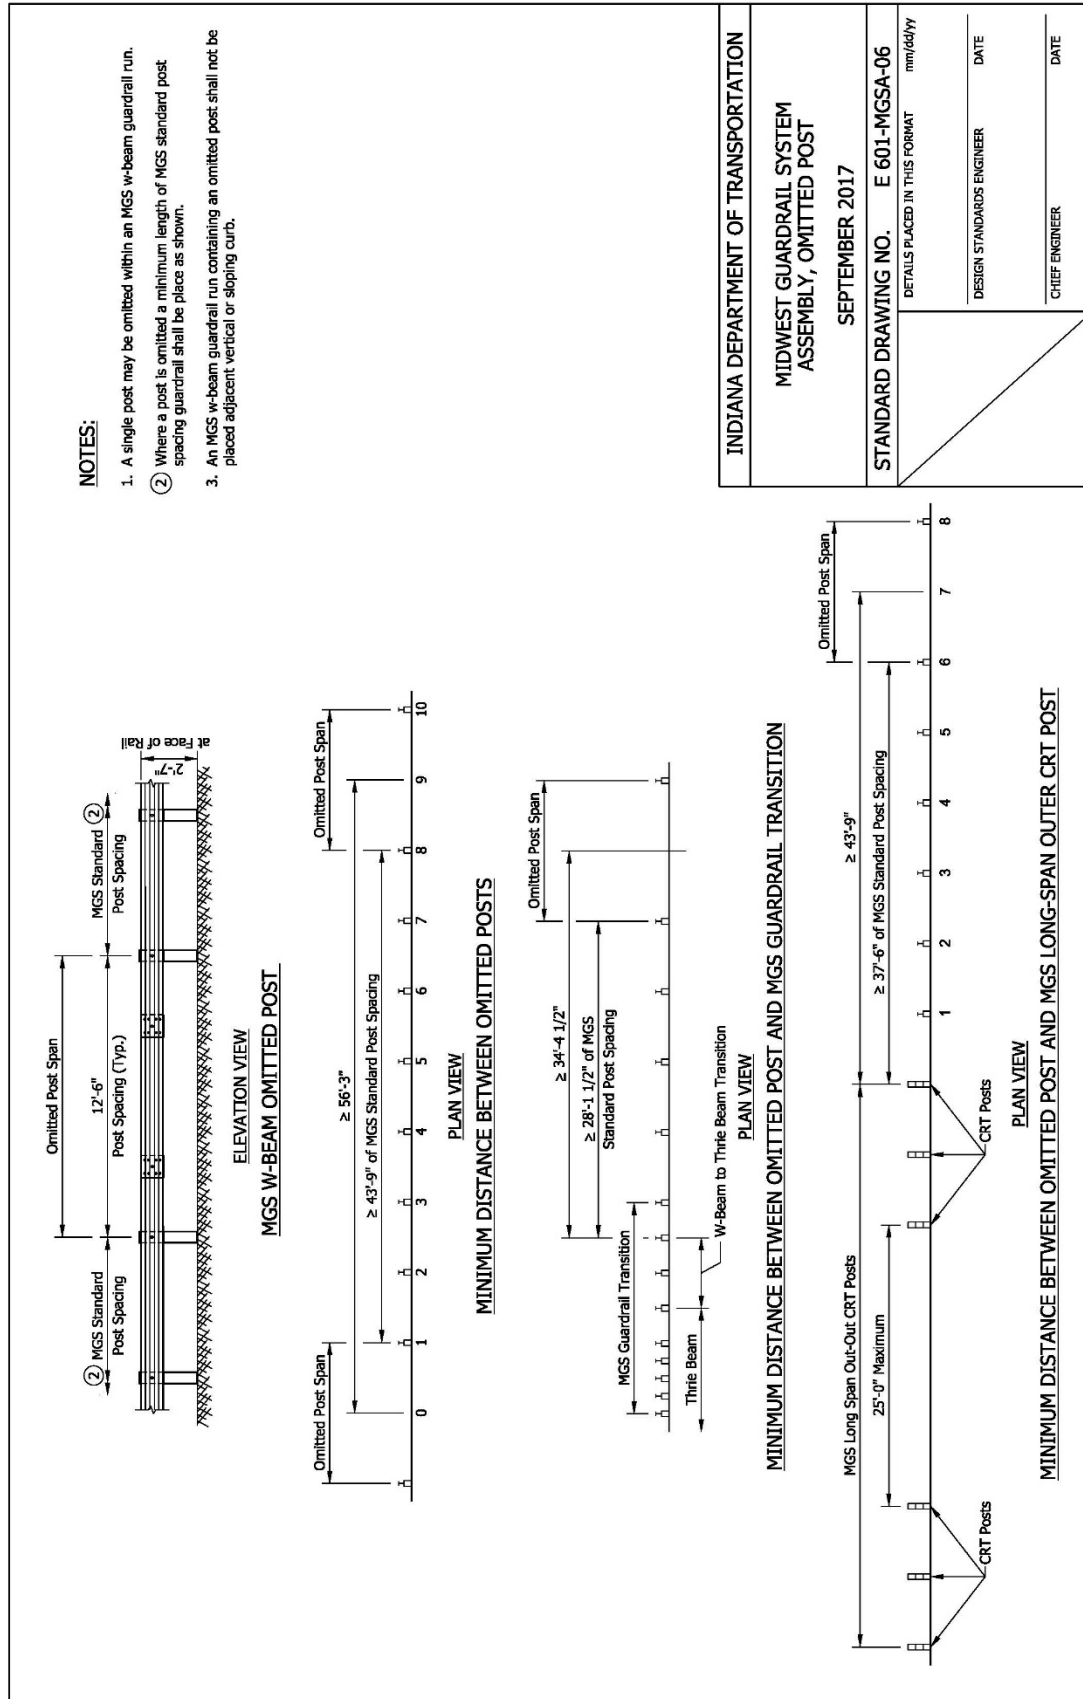 Omitted Post Span
12'-6"
Post Spacing (Typ.)
② MGS Standard
Post Spacing
MGS Standard ②
Post Spacing
2'-7"
at Face of Rail
ELEVATION VIEW
MGS W-BEAM OMITTED POST
NOTES:
1. A single post may be omitted within an MGS w-beam guardrail run.
② Where a post is omitted a minimum length of MGS standard post
spacing guardrail shall be place as shown.
3. An MGS w-beam guardrail run containing an omitted post shall not be
placed adjacent vertical or sloping curb.
Omitted Post Span
≥ 56'-3"
Omitted Post Span
≥ 43'-9" of MGS Standard Post Spacing
0 1 2 3 4 5 6 7 8 9 10
PLAN VIEW
MINIMUM DISTANCE BETWEEN OMITTED POSTS
Omitted Post Span
≥ 34'-4 1/2"
≥ 28'-1 1/2" of MGS
Standard Post Spacing
MGS Guardrail Transition
Thrie Beam
W-Beam to Thrie Beam Transition
PLAN VIEW
MINIMUM DISTANCE BETWEEN OMITTED POST AND MGS GUARDRAIL TRANSITION
Omitted Post Span
MGS Long Span Out-Out CRT Posts
≥ 43'-9"
25'-0" Maximum
≥ 37'-6" of MGS Standard Post Spacing
1 2 3 4 5 6 7 8
CRT Posts
CRT Posts
PLAN VIEW
MINIMUM DISTANCE BETWEEN OMITTED POST AND MGS LONG-SPAN OUTER CRT POST
INDIANA DEPARTMENT OF TRANSPORTATION
MIDWEST GUARDRAIL SYSTEM
ASSEMBLY, OMITTED POST
SEPTEMBER 2017
STANDARD DRAWING NO. E 601-MGSA-06
DETAILS PLACED IN THIS FORMAT mm/dd/yy
DESIGN STANDARDS ENGINEER DATE
CHIEF ENGINEER DATE